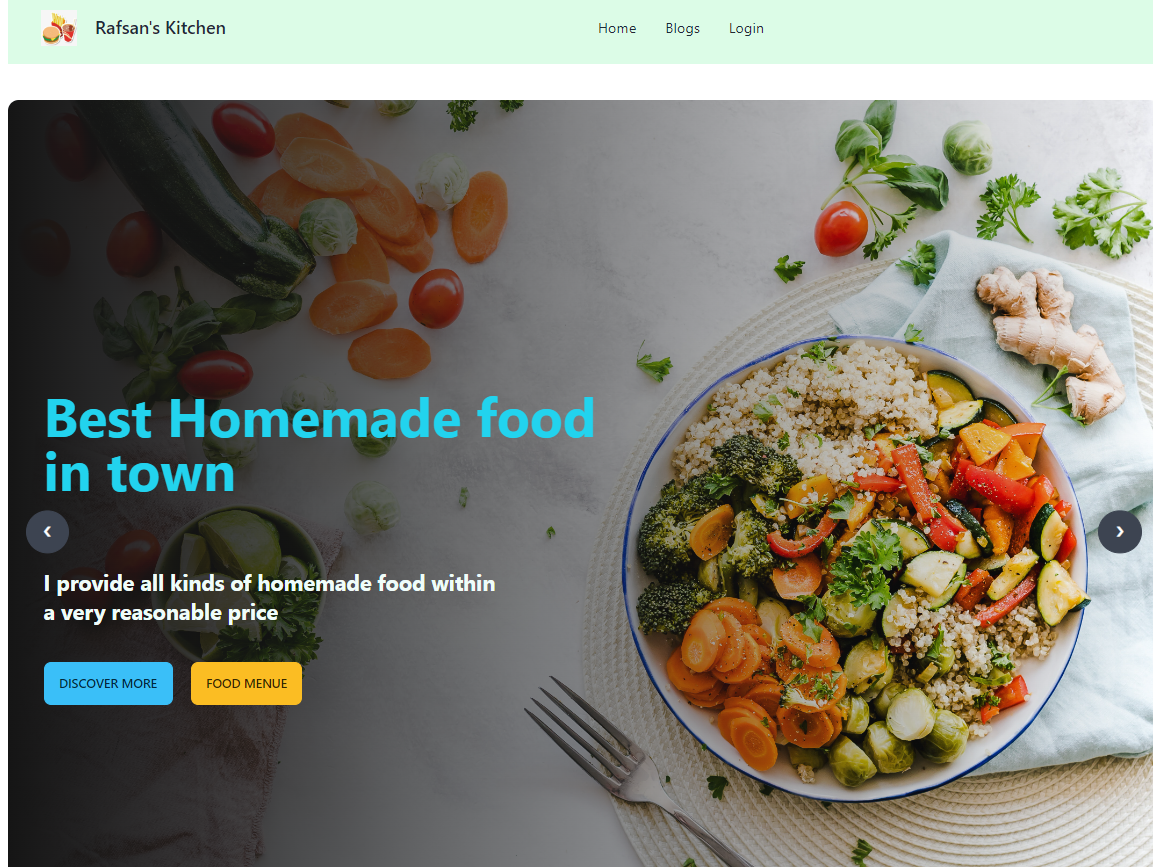 Rafsan's Kitchen
Home Blogs Login
Best Homemade food
in town
I provide all kinds of homemade food within
a very reasonable price
DISCOVER MORE
FOOD MENUE